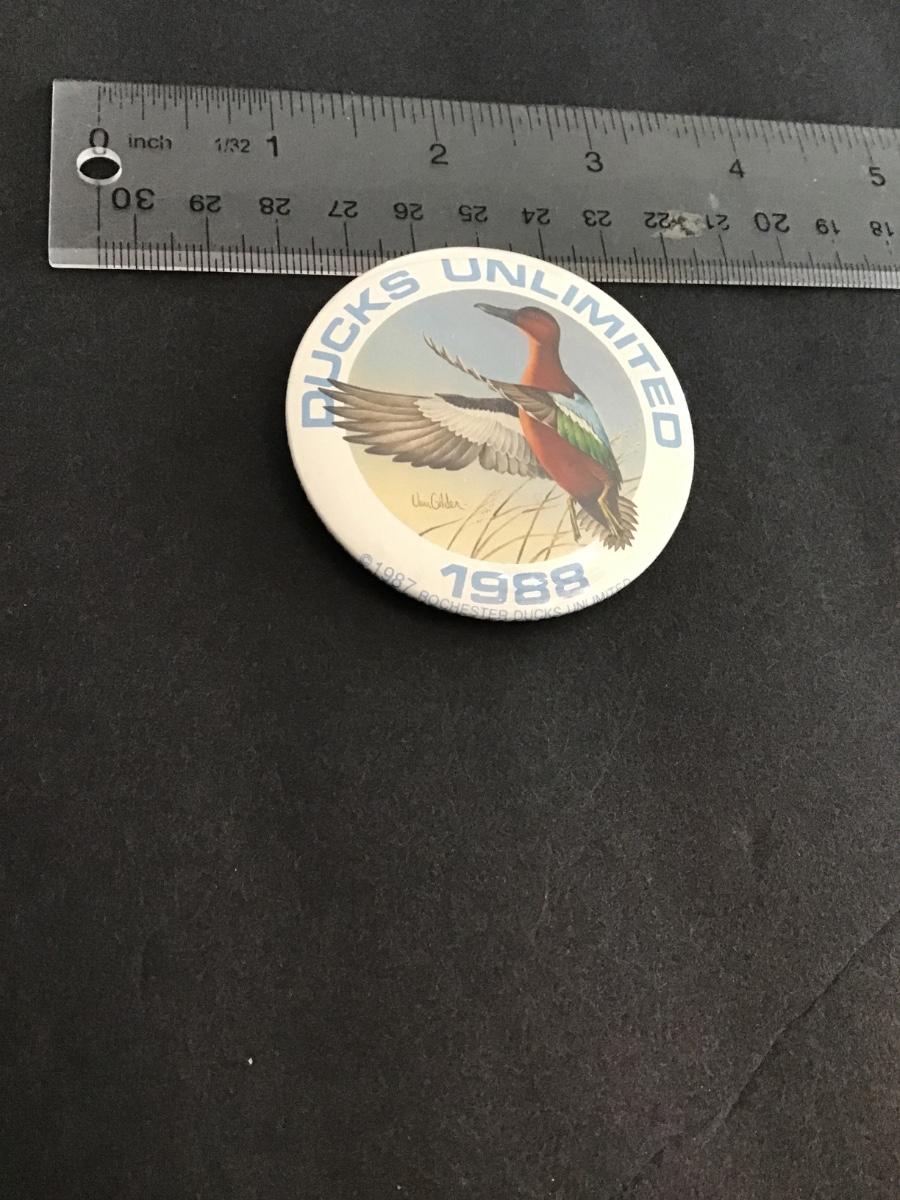 0 inch 1/32 1 2 3 4 5
30 29 28 27 26 25 24 23 22 21 20 19 18
DUCKS UNLIMITED
1988
©1987 ROCHESTER DUCKS UNLIMITED